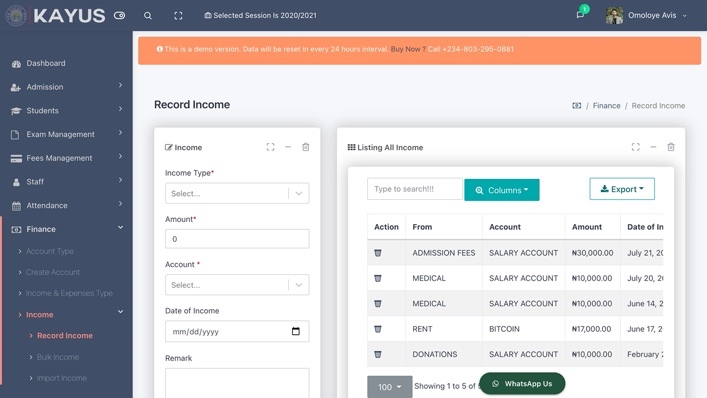 KAYUS
Selected Session Is 2020/2021
1
Omoloye Avis
This is a demo version. Data will be reset in every 24 hours interval. Buy Now ? Call +234-803-295-0881
Dashboard
Admission
Students
Exam Management
Fees Management
Staff
Attendance
Finance
Account Type
Create Account
Income & Expenses Type
Income
Record Income
Bulk Income
Import Income
Record Income
/ Finance / Record Income
Income
Income Type*
Select...
Amount*
0
Account *
Select...
Date of Income
mm/dd/yyyy
Remark
Listing All Income
Type to search!!!
Columns
Export
Action From Account Amount Date of In
ADMISSION FEES SALARY ACCOUNT ₦30,000.00 July 21, 20
MEDICAL SALARY ACCOUNT ₦10,000.00 July 20, 20
MEDICAL SALARY ACCOUNT ₦10,000.00 June 14, 2
RENT BITCOIN ₦17,000.00 June 17, 20
DONATIONS SALARY ACCOUNT ₦10,000.00 February 2
100
Showing 1 to 5 of
WhatsApp Us